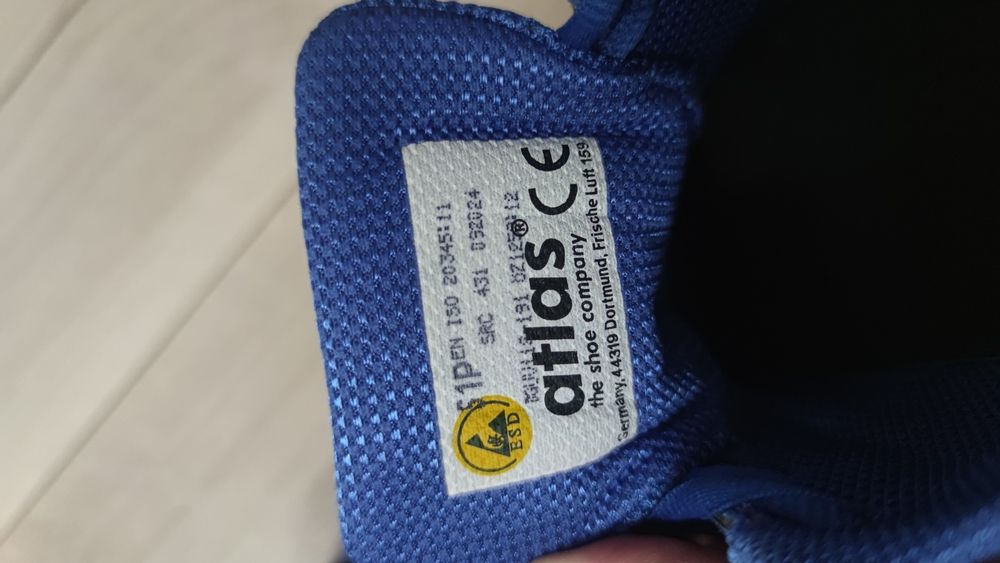 S1P EN ISO 20345:11
SRC 431 092024
ESD
atlas®
CE
the shoe company
Germany, 44319 Dortmund, Frische Luft 159